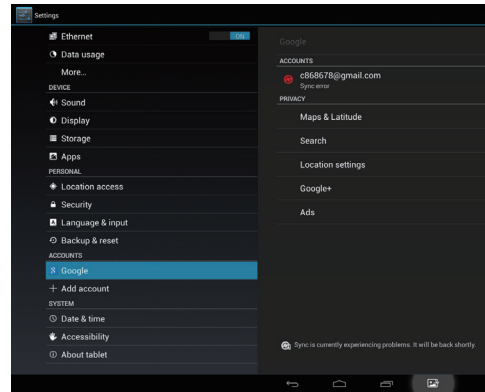 Settings
Ethernet
ON
Data usage
More...
DEVICE
Sound
Display
Storage
Apps
PERSONAL
Location access
Security
Language & input
Backup & reset
ACCOUNTS
Google
Add account
SYSTEM
Date & time
Accessibility
About tablet
Google
ACCOUNTS
c868678@gmail.com
Sync error
PRIVACY
Maps & Latitude
Search
Location settings
Google+
Ads
Sync is currently experiencing problems. It will be back shortly.